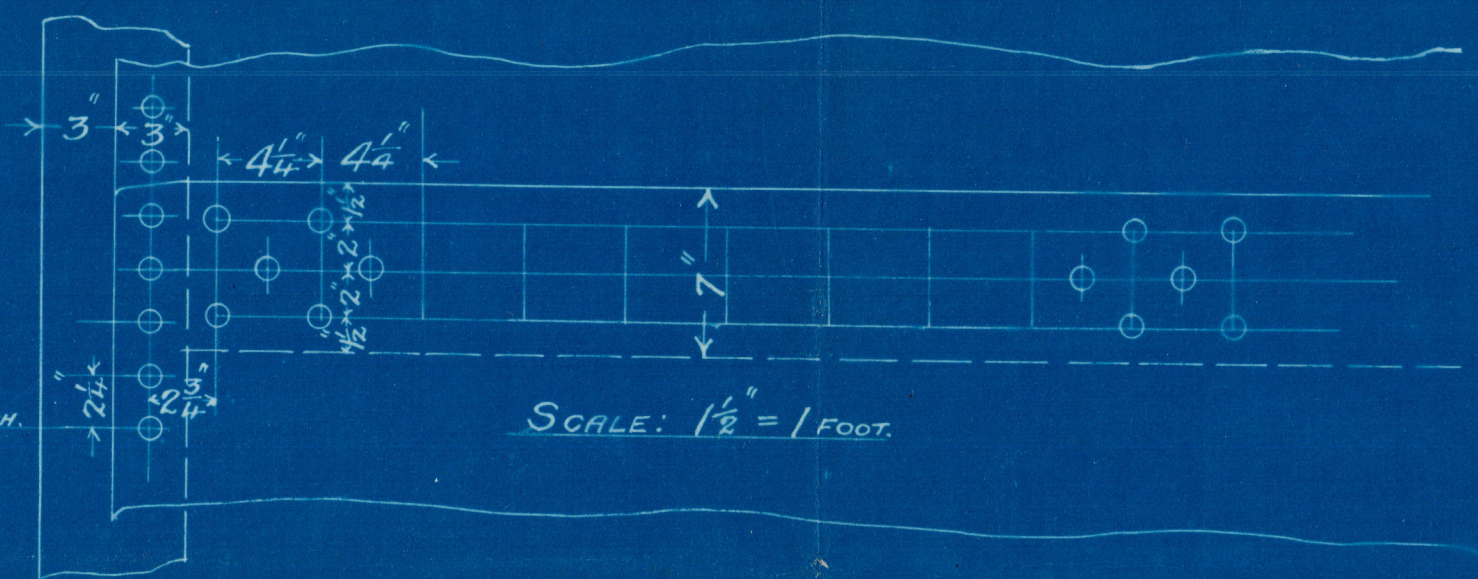 3" 3"
4 1/4" 4 1/4"
1 1/2" 2" 2" 1 1/2"
7"
2 1/4"
2 3/4"
H.
SCALE: 1 1/2" = 1 FOOT.